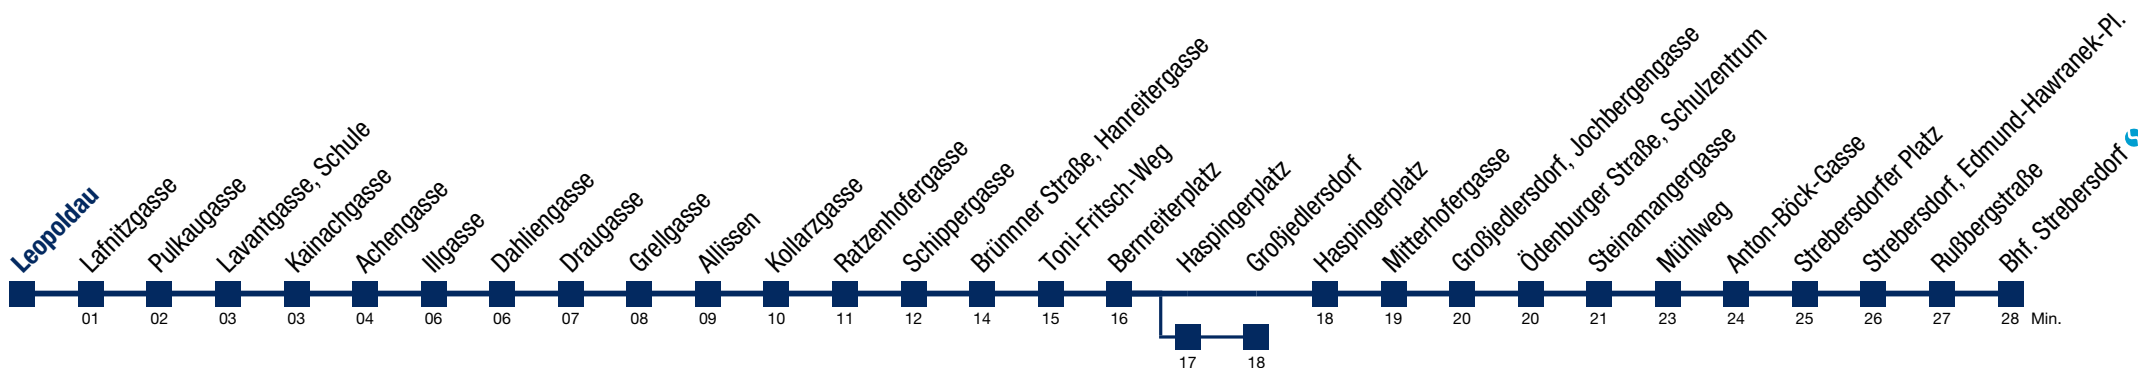 Leopoldau
Lafnitzgasse
Pulkaugasse
Lavantgasse, Schule
Kainachgasse
Achengasse
Illgasse
Dahliengasse
Draugasse
Grellgasse
Allissen
Kollarzgasse
Ratzenhofergasse
Schippergasse
Brünnner Straße, Hanreitergasse
Toni-Fritsch-Weg
Bernreiterplatz
Haspingerplatz
Großjedlersdorf
Haspingerplatz
Mitterhofergasse
Großjedlersdorf, Jochbergengasse
Ödenburger Straße, Schulzentrum
Steinamangergasse
Mühlweg
Anton-Böck-Gasse
Strebersdorfer Platz
Strebersdorf, Edmund-Hawranek-Pl.
Rußbergstraße
Bhf. Strebersdorf
01 02 03 03 04 06 06 07 08 09 10 11 12 14 15 16 18 19 20 20 21 23 24 25 26 27 28 Min.
17 18